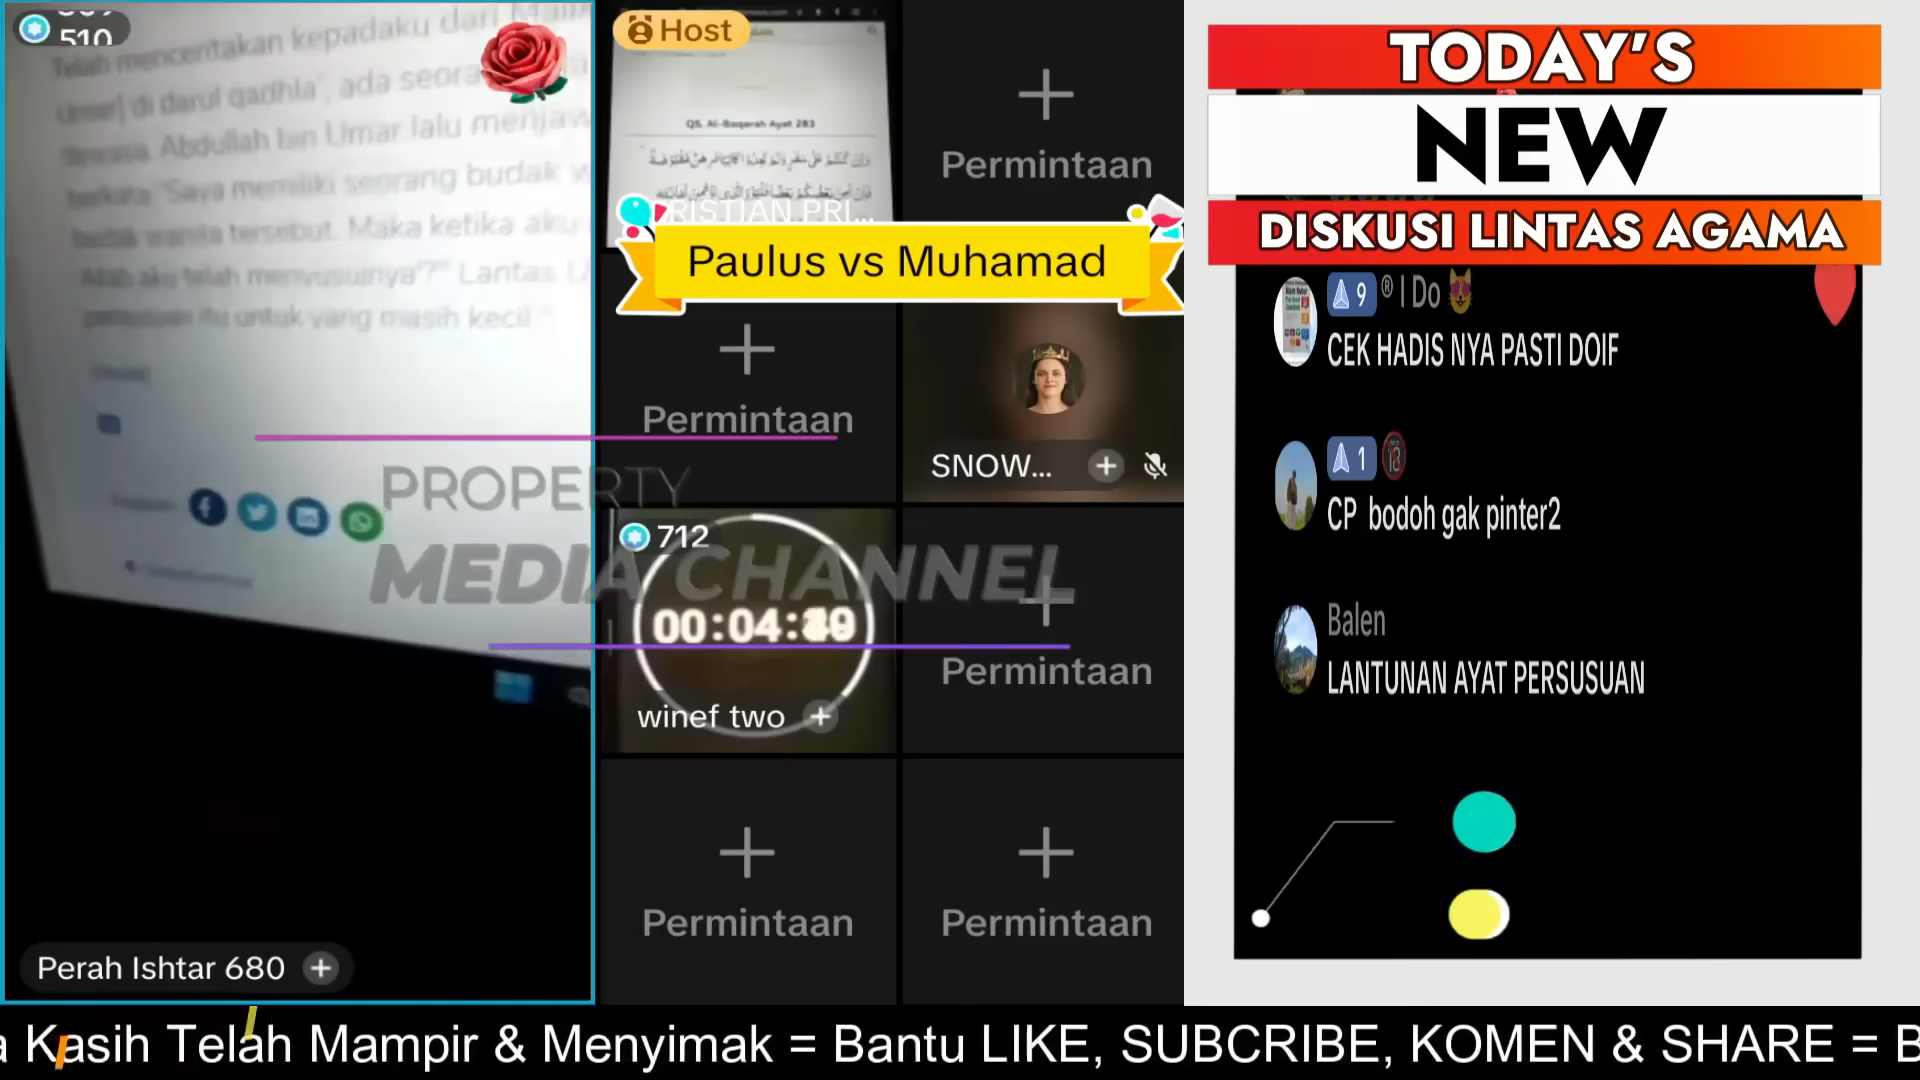 510
Telah menceritakan kepadaku dari
Umar] di darul qadhla', ada seora
dewasa. Abdullah bin Umar lalu menjaw
berkata "Saya memiliki seorang budak w
budak wanita tersebut. Maka ketika aku
Allah aku telah menyusuinya'?" Lantas
persusuan itu untuk yang masih kecil."
Perah Ishtar 680
Host
QS. Al-Baqarah Ayat 283
RISTIAN PRI...
Paulus vs Muhamad
Permintaan
Permintaan
SNOW...
PROPERTY
MEDIA CHANNEL
712
00:04:
winef two
Permintaan
Permintaan
Permintaan
TODAY'S
NEW
DISKUSI LINTAS AGAMA
9 ® I Do
CEK HADIS NYA PASTI DOIF
1 18
CP bodoh gak pinter2
Balen
LANTUNAN AYAT PERSUSUAN
a Kasih Telah Mampir & Menyimak = Bantu LIKE, SUBCRIBE, KOMEN & SHARE = B